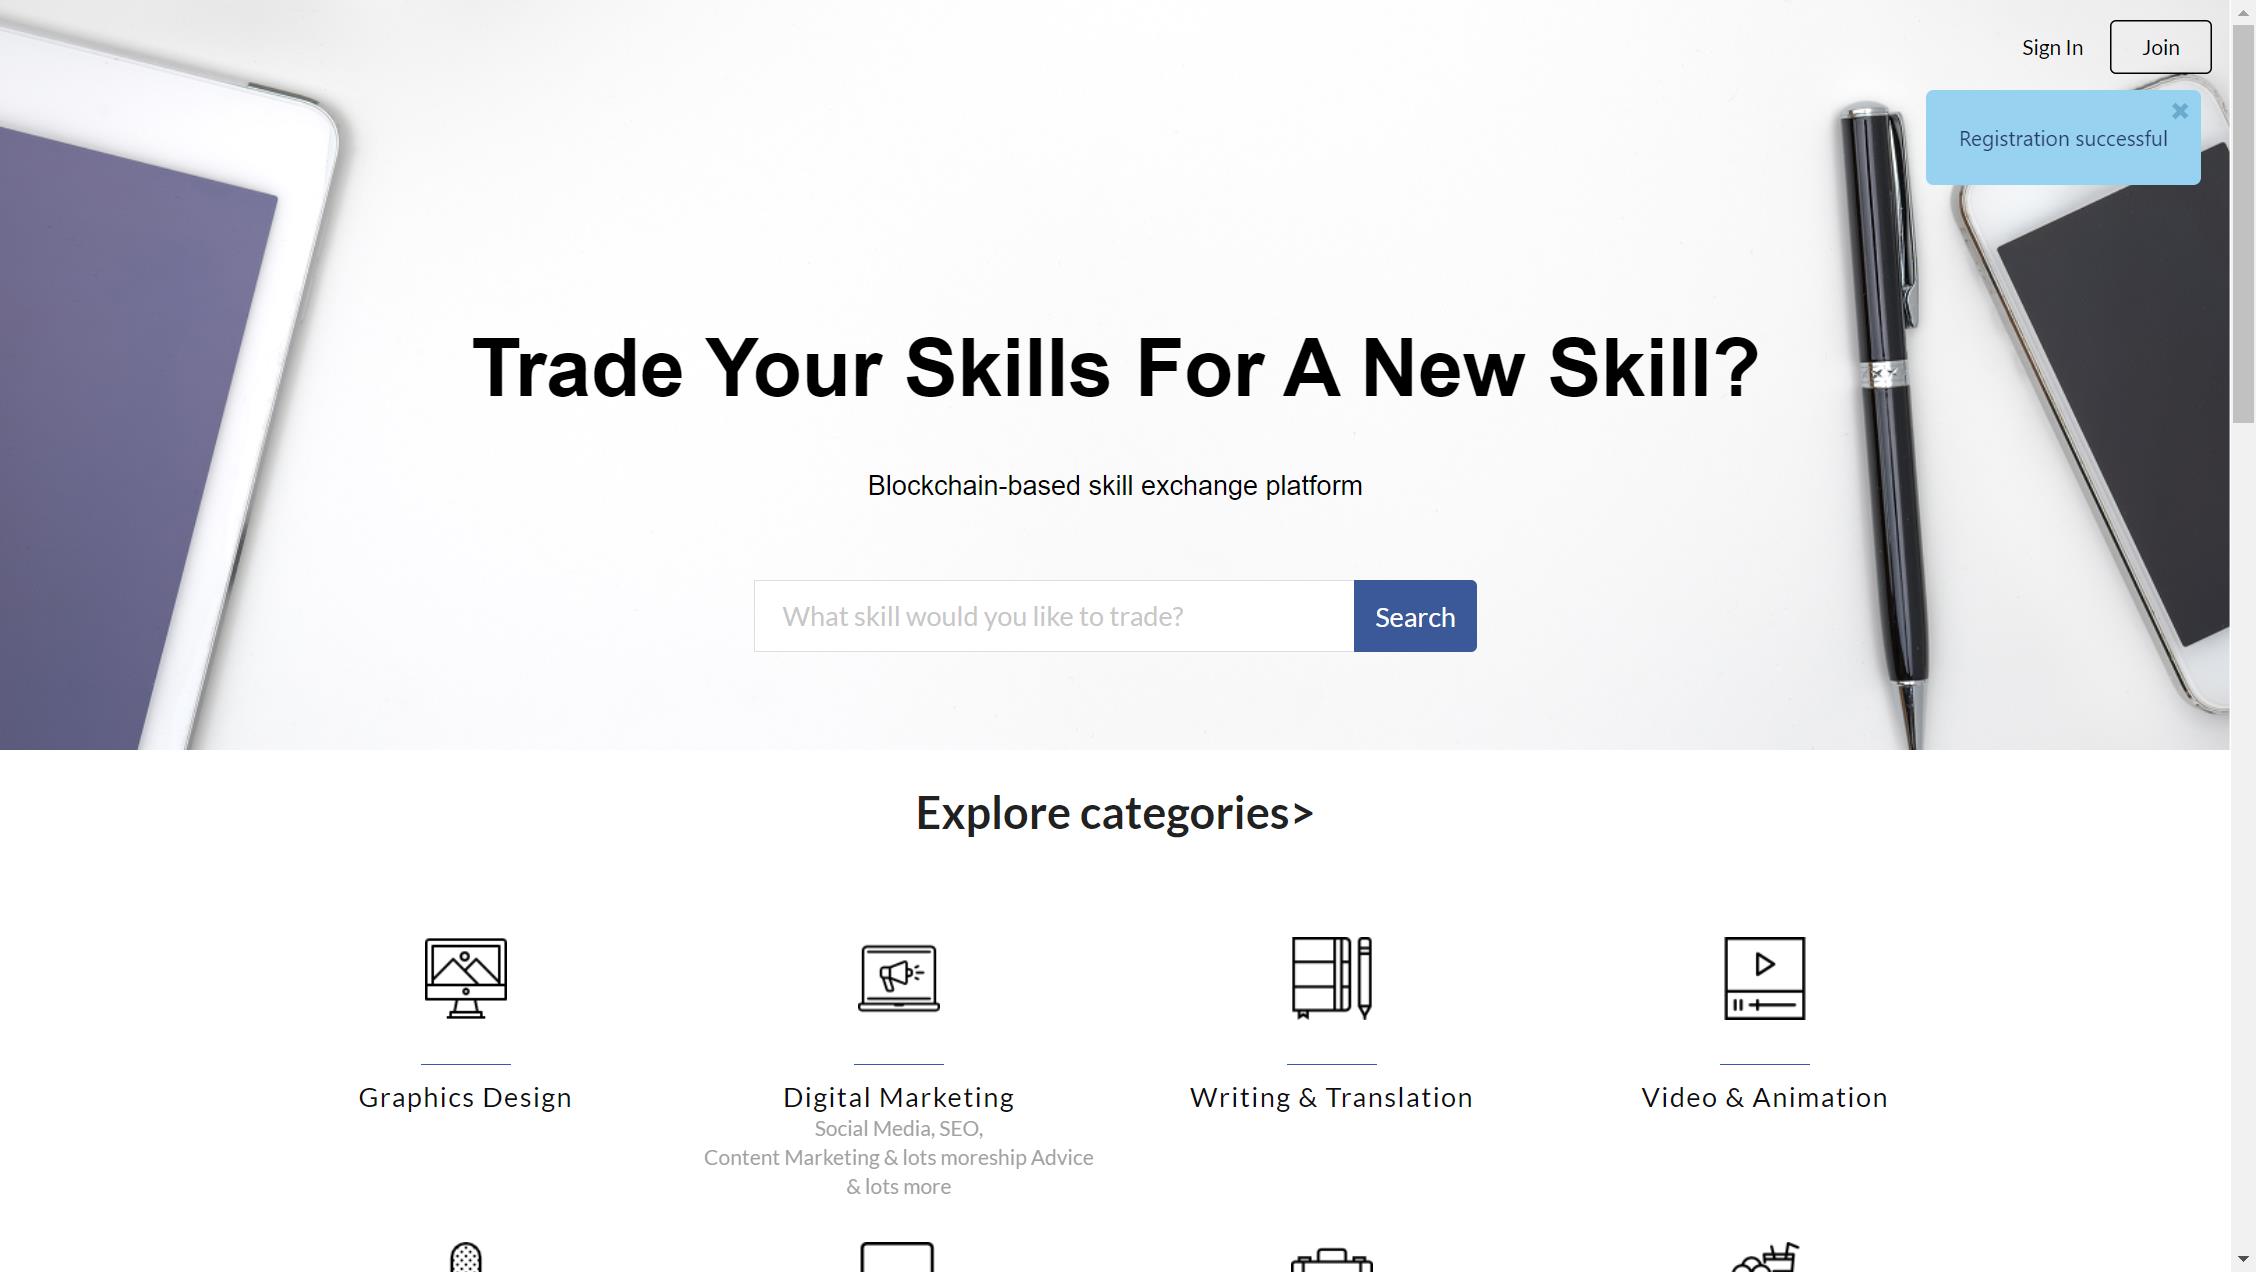 Sign In
Join
Registration successful
Trade Your Skills For A New Skill?
Blockchain-based skill exchange platform
What skill would you like to trade?
Search
Explore categories>
Graphics Design
Digital Marketing
Social Media, SEO,
Content Marketing & lots moreship Advice
& lots more
Writing & Translation
Video & Animation